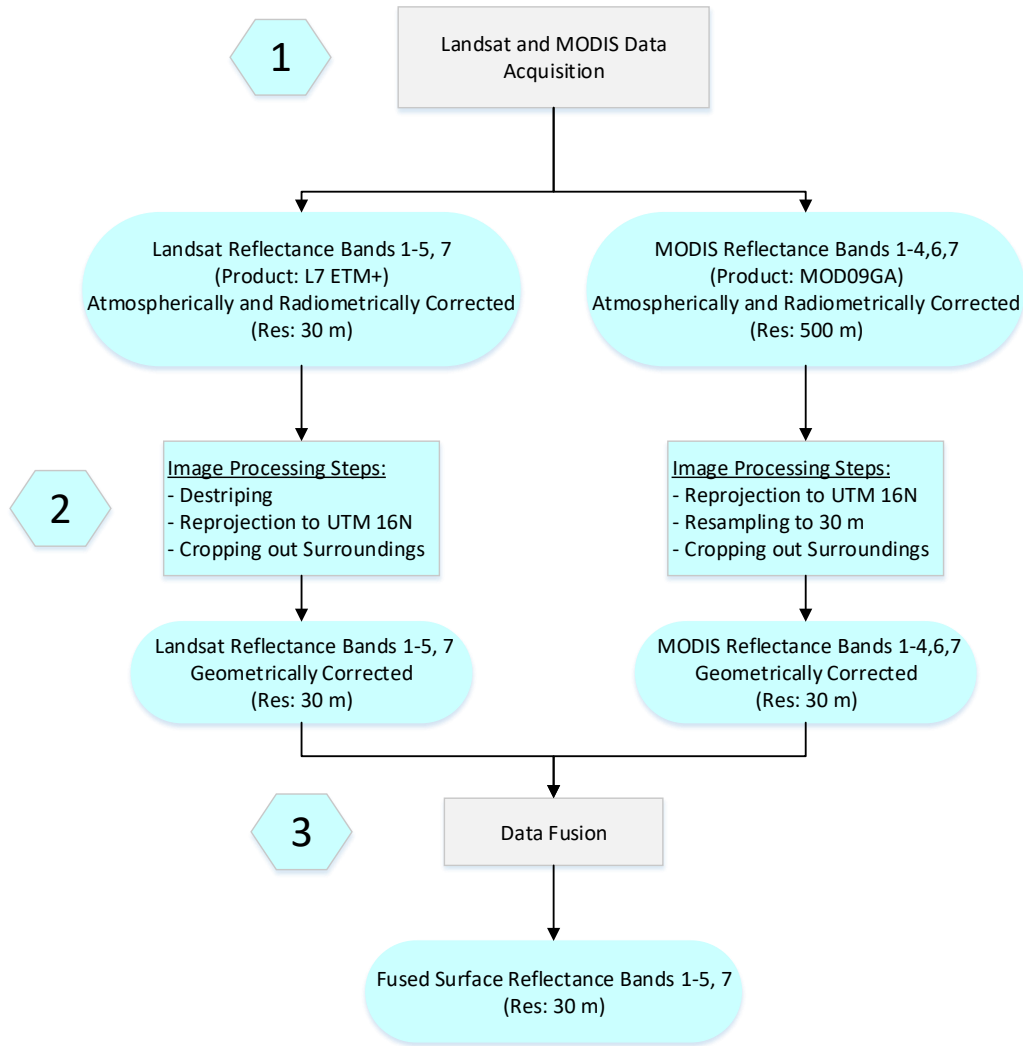 1
Landsat and MODIS Data
Acquisition
Landsat Reflectance Bands 1-5, 7
(Product: L7 ETM+)
Atmospherically and Radiometrically Corrected
(Res: 30 m)
MODIS Reflectance Bands 1-4,6,7
(Product: MOD09GA)
Atmospherically and Radiometrically Corrected
(Res: 500 m)
2
Image Processing Steps:
- Destriping
- Reprojection to UTM 16N
- Cropping out Surroundings
Image Processing Steps:
- Reprojection to UTM 16N
- Resampling to 30 m
- Cropping out Surroundings
Landsat Reflectance Bands 1-5, 7
Geometrically Corrected
(Res: 30 m)
MODIS Reflectance Bands 1-4,6,7
Geometrically Corrected
(Res: 30 m)
3
Data Fusion
Fused Surface Reflectance Bands 1-5, 7
(Res: 30 m)